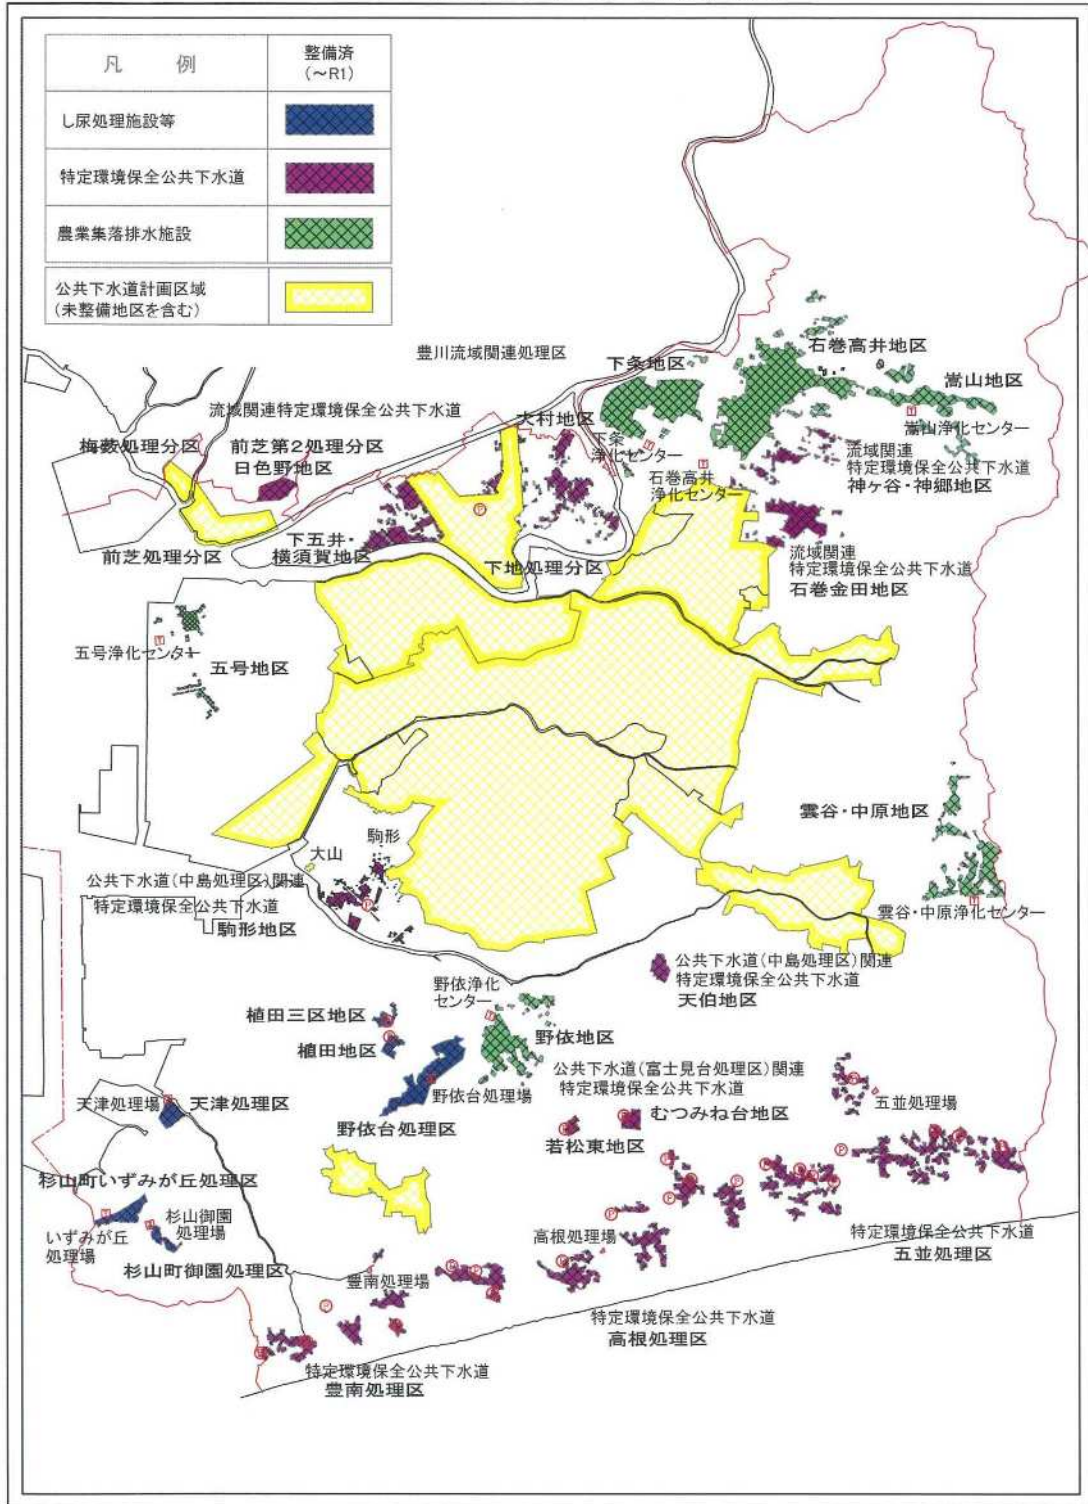 凡 例
整備済
(～R1)
し尿処理施設等
特定環境保全公共下水道
農業集落排水施設
公共下水道計画区域
(未整備地区を含む)
豊川流域関連処理区
下条地区
石巻高井地区
嵩山地区
流域関連特定環境保全公共下水道
大村地区
下条
浄化センター
嵩山浄化センター
梅薮処理分区
前芝第2処理分区
日色野地区
石巻高井
浄化センター
流域関連
特定環境保全公共下水道
神ヶ谷・神郷地区
前芝処理分区
下五井・
横須賀地区
下地処理分区
流域関連
特定環境保全公共下水道
石巻金田地区
五号浄化センター
五号地区
雲谷・中原地区
駒形
大山
公共下水道(中島処理区)関連
特定環境保全公共下水道
駒形地区
雲谷・中原浄化センター
公共下水道(中島処理区)関連
特定環境保全公共下水道
天伯地区
野依浄化
センター
植田三区地区
植田地区
野依地区
公共下水道(富士見台処理区)関連
特定環境保全公共下水道
むつみね台地区
五並処理場
天津処理場
天津処理区
野依台処理場
野依台処理区
若松東地区
杉山町いずみが丘処理区
いずみが丘
処理場
杉山御園
処理場
杉山町御園処理区
高根処理場
特定環境保全公共下水道
五並処理区
豊南処理場
特定環境保全公共下水道
高根処理区
特定環境保全公共下水道
豊南処理区